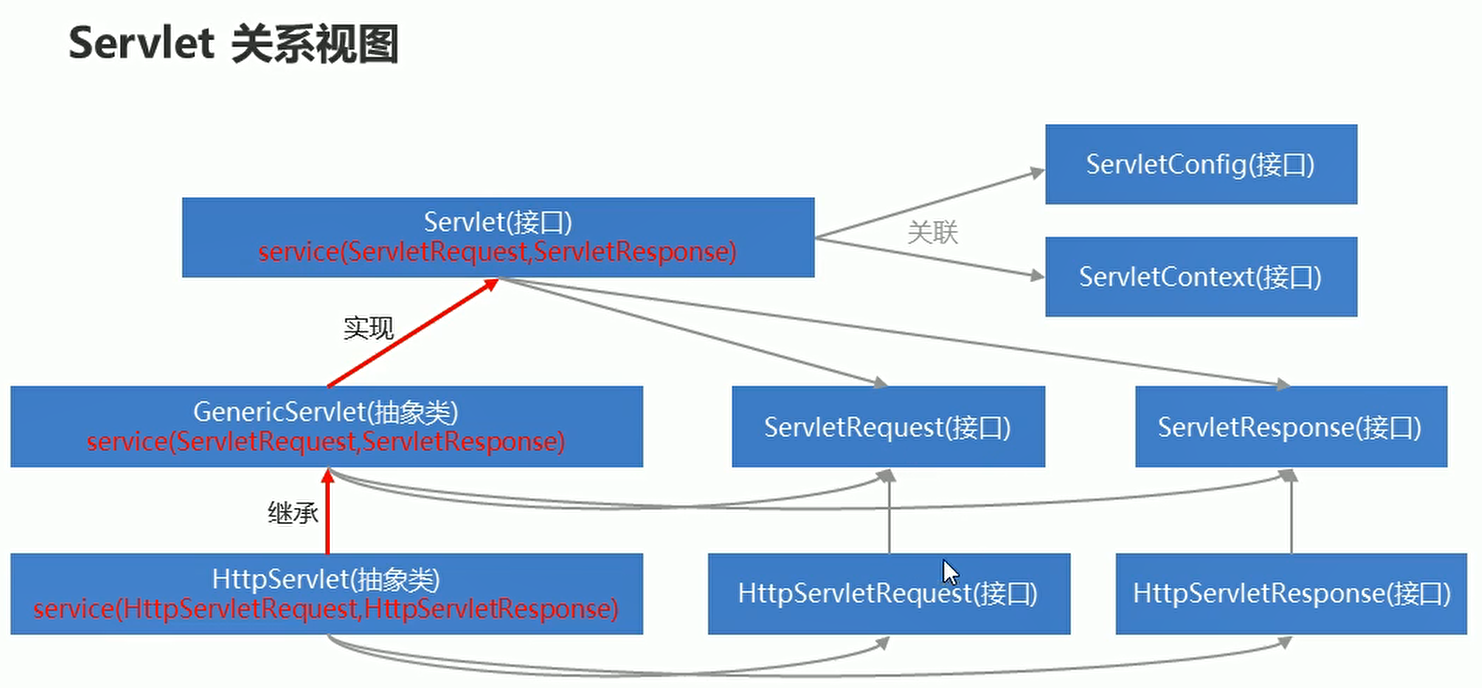 Servlet 关系视图
ServletConfig(接口)
Servlet(接口)
service(ServletRequest,ServletResponse)
关联
ServletContext(接口)
实现
GenericServlet(抽象类)
service(ServletRequest,ServletResponse)
ServletRequest(接口)
ServletResponse(接口)
继承
HttpServlet(抽象类)
service(HttpServletRequest,HttpServletResponse)
HttpServletRequest(接口)
HttpServletResponse(接口)